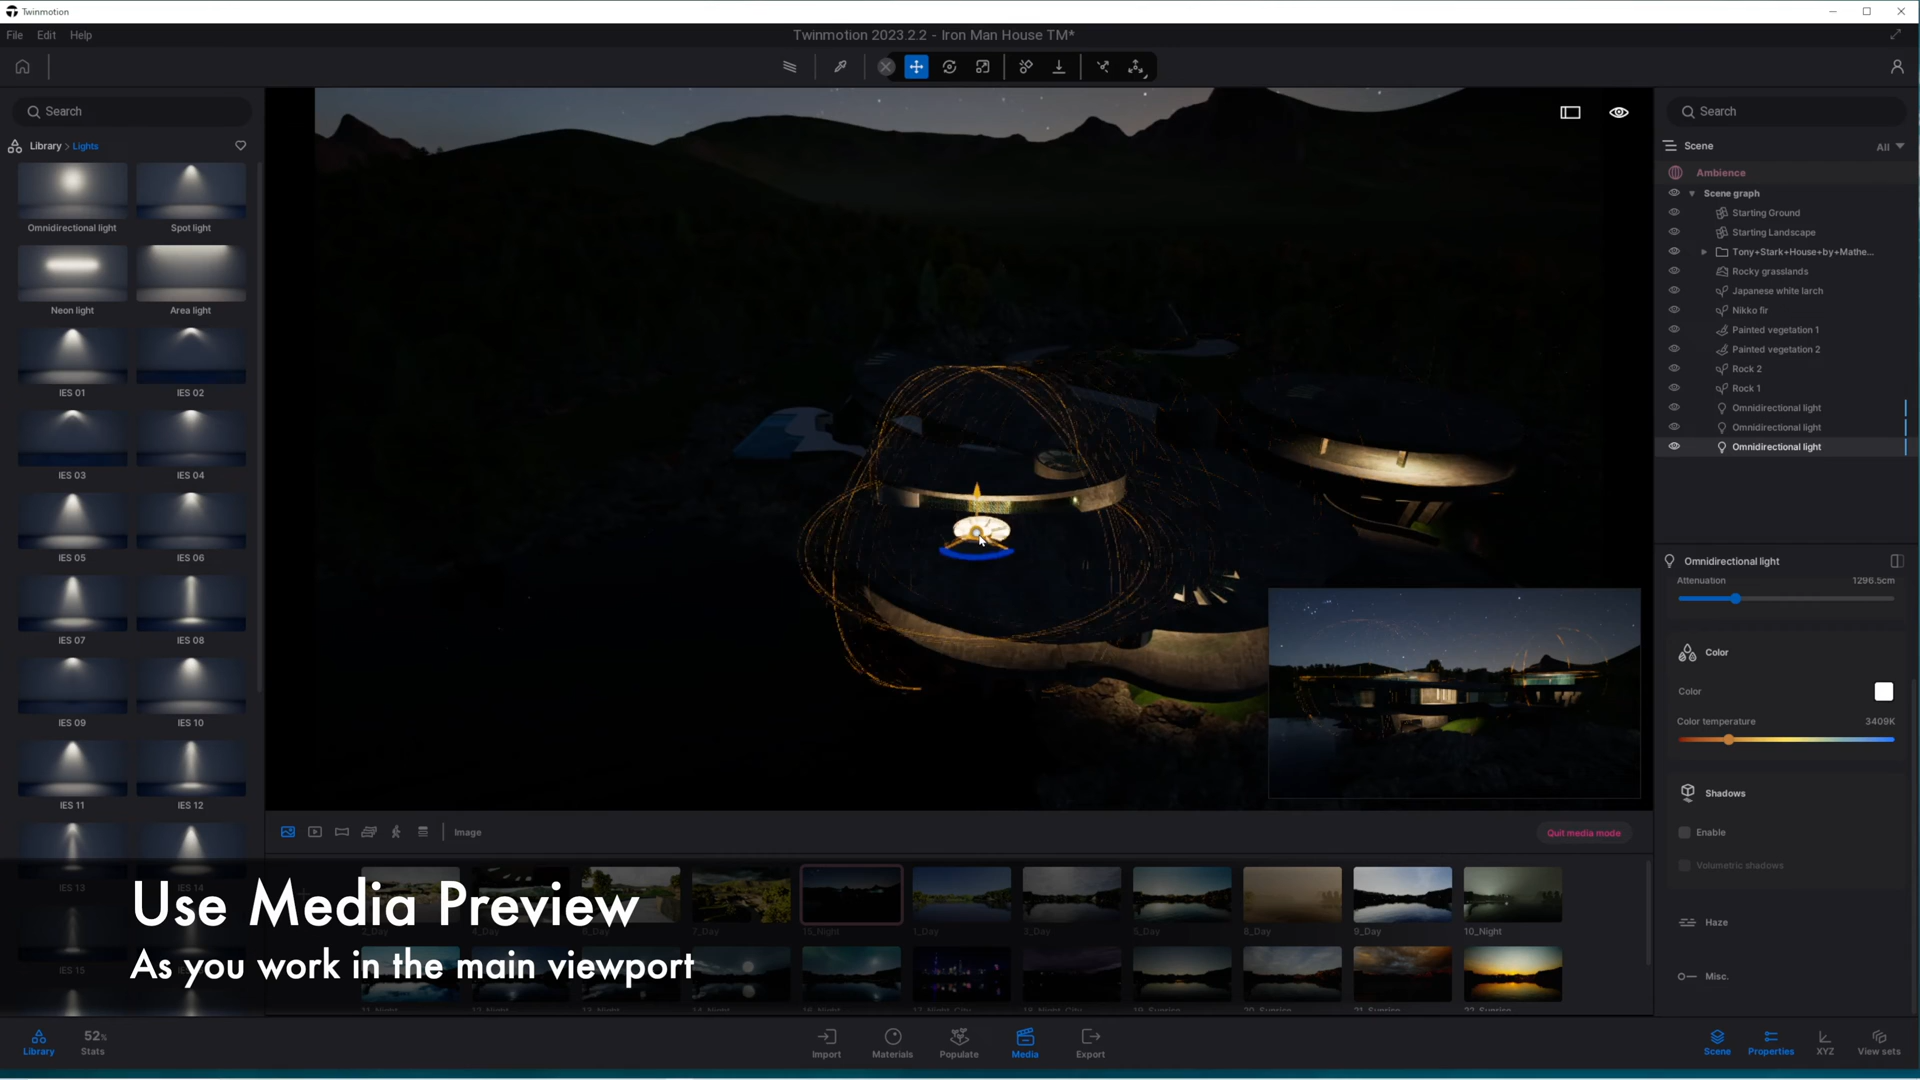 Twinmotion
File Edit Help
Twinmotion 2023.2.2 - Iron Man House TM*
Search
Library > Lights
Omnidirectional light
Spot light
Neon light
Area light
IES 01
IES 02
IES 03
IES 04
IES 05
IES 06
IES 07
IES 08
IES 09
IES 10
IES 11
IES 12
IES 13
IES 14
IES 15
Search
Scene
All
Ambience
Scene graph
Starting Ground
Starting Landscape
Tony+Stark+House+by+Mathe...
Rocky grasslands
Japanese white larch
Nikko fir
Painted vegetation 1
Painted vegetation 2
Rock 2
Rock 1
Omnidirectional light
Omnidirectional light
Omnidirectional light
Omnidirectional light
Attenuation 1296.5cm
Color
Color
Color temperature 3409K
Shadows
Enable
Volumetric shadows
Haze
Misc.
Image
Quit media mode
7_Day
15_Night
1_Day
3_Day
5_Day
8_Day
9_Day
10_Night
Use Media Preview
As you work in the main viewport
Library
52%
Stats
Import
Materials
Populate
Media
Export
Scene
Properties
XYZ
View sets